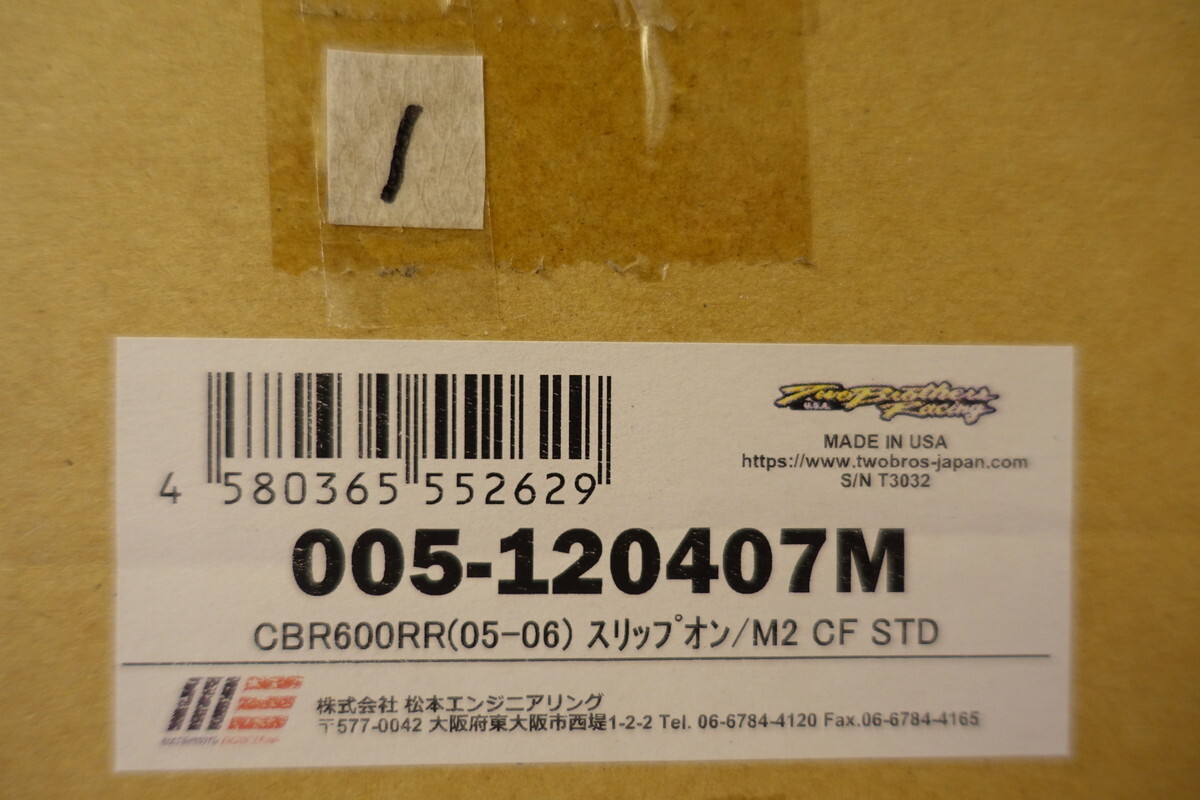 1
Two Brothers
U.S.A. Racing
MADE IN USA
https://www.twobros-japan.com
S/N T3032
4 580365 552629
005-120407M
CBR600RR(05-06) スリップオン/M2 CF STD
ME
株式会社 松本エンジニアリング
〒577-0042 大阪府東大阪市西堤1-2-2 Tel. 06-6784-4120 Fax.06-6784-4165